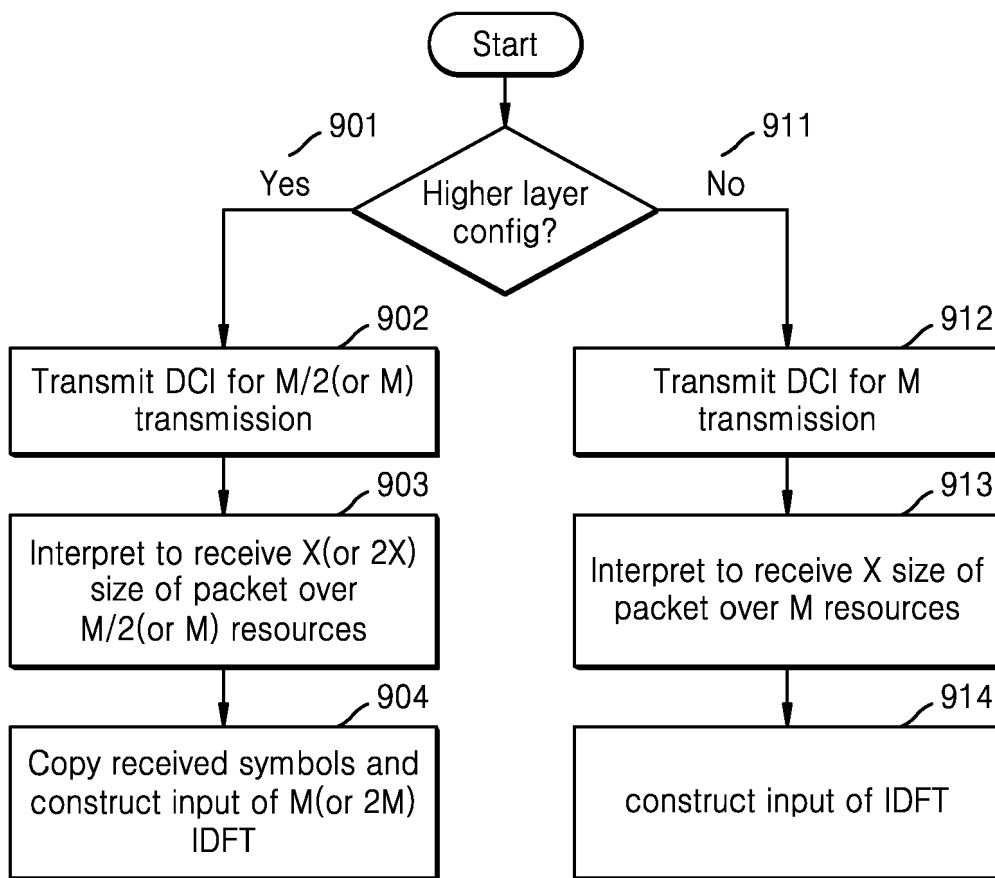 Start
901
911
Yes
No
Higher layer
config?
902
912
Transmit DCI for M/2(or M)
transmission
Transmit DCI for M
transmission
903
913
Interpret to receive X(or 2X)
size of packet over
M/2(or M) resources
Interpret to receive X size of
packet over M resources
904
914
Copy received symbols and
construct input of M(or 2M)
IDFT
construct input of IDFT